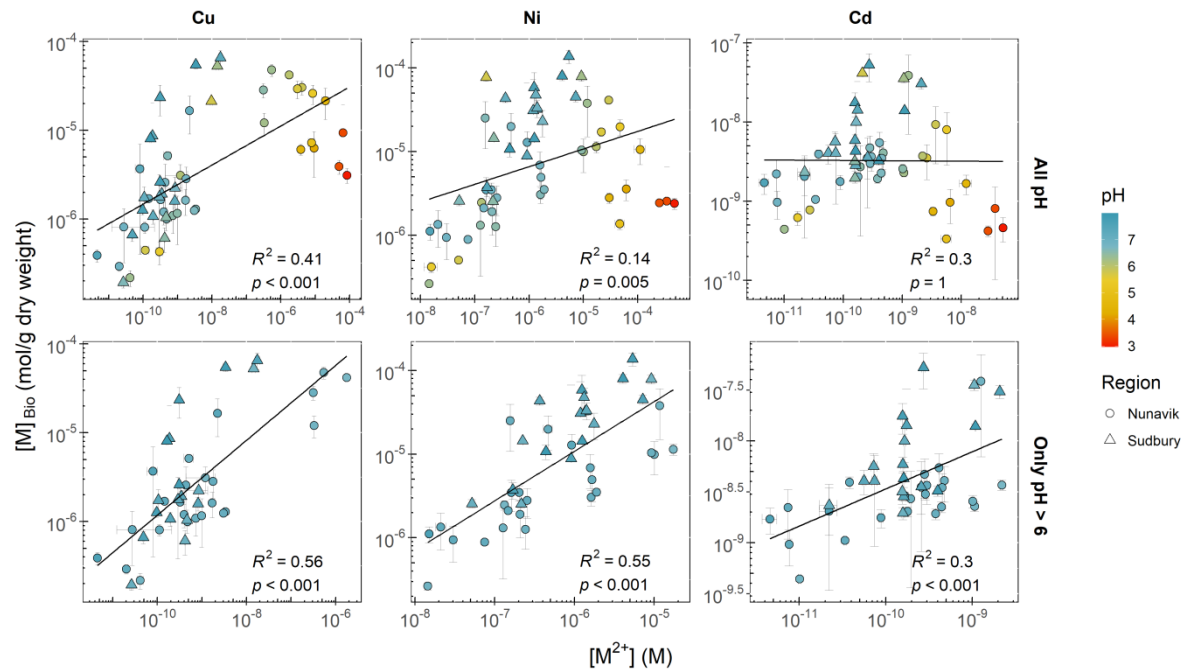 Cu Ni Cd
10⁻⁴
10⁻⁵
10⁻⁶
R² = 0.41
p < 0.001
10⁻¹⁰ 10⁻⁸ 10⁻⁶ 10⁻⁴
10⁻⁴
10⁻⁵
10⁻⁶
R² = 0.14
p = 0.005
10⁻⁸ 10⁻⁷ 10⁻⁶ 10⁻⁵ 10⁻⁴ 10⁻³
10⁻⁷
10⁻⁸
10⁻⁹
10⁻¹⁰
R² = 0.3
p = 1
10⁻¹¹ 10⁻¹⁰ 10⁻⁹ 10⁻⁸
All pH
[M]Bio (mol/g dry weight)
10⁻⁴
10⁻⁵
10⁻⁶
R² = 0.56
p < 0.001
10⁻¹⁰ 10⁻⁸ 10⁻⁶
10⁻⁴
10⁻⁵
10⁻⁶
R² = 0.55
p < 0.001
10⁻⁸ 10⁻⁷ 10⁻⁶ 10⁻⁵
10⁻⁷·⁵
10⁻⁸
10⁻⁸·⁵
10⁻⁹
10⁻⁹·⁵
R² = 0.3
p < 0.001
10⁻¹¹ 10⁻¹⁰ 10⁻⁹
Only pH > 6
[M²⁺] (M)
pH
7
6
5
4
3
Region
Nunavik
Sudbury